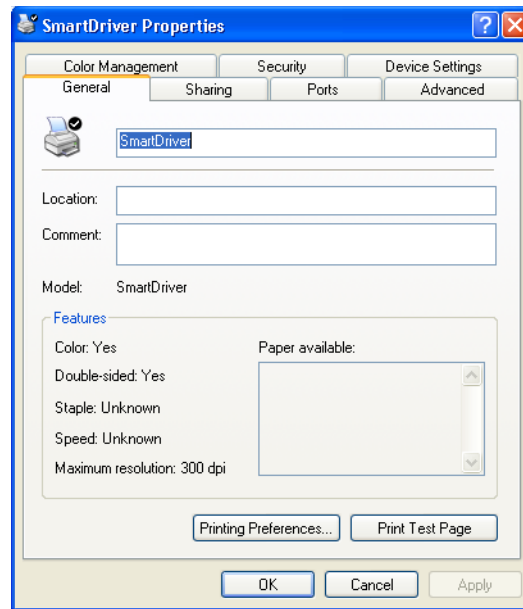 SmartDriver Properties
Color Management Security Device Settings
General Sharing Ports Advanced
SmartDriver
Location:
Comment:
Model: SmartDriver
Features
Color: Yes Paper available:
Double-sided: Yes
Staple: Unknown
Speed: Unknown
Maximum resolution: 300 dpi
Printing Preferences... Print Test Page
OK Cancel Apply